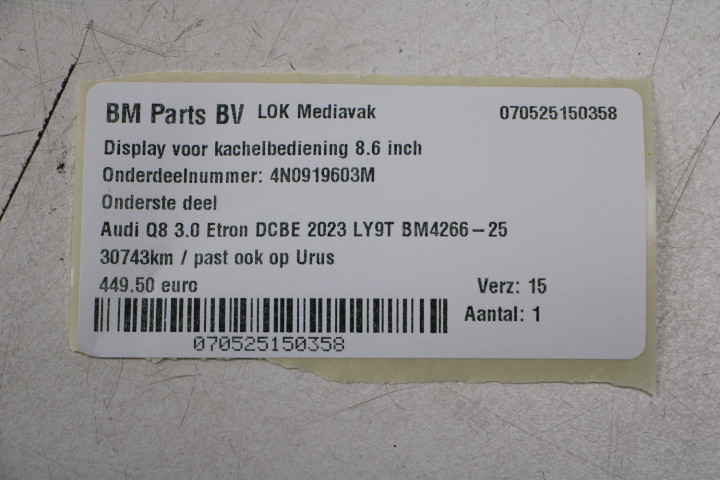 BM Parts BV LOK Mediavak 070525150358
Display voor kachelbediening 8.6 inch
Onderdeelnummer: 4N0919603M
Onderste deel
Audi Q8 3.0 Etron DCBE 2023 LY9T BM4266-25
30743km / past ook op Urus
449.50 euro Verz: 15
Aantal: 1
070525150358